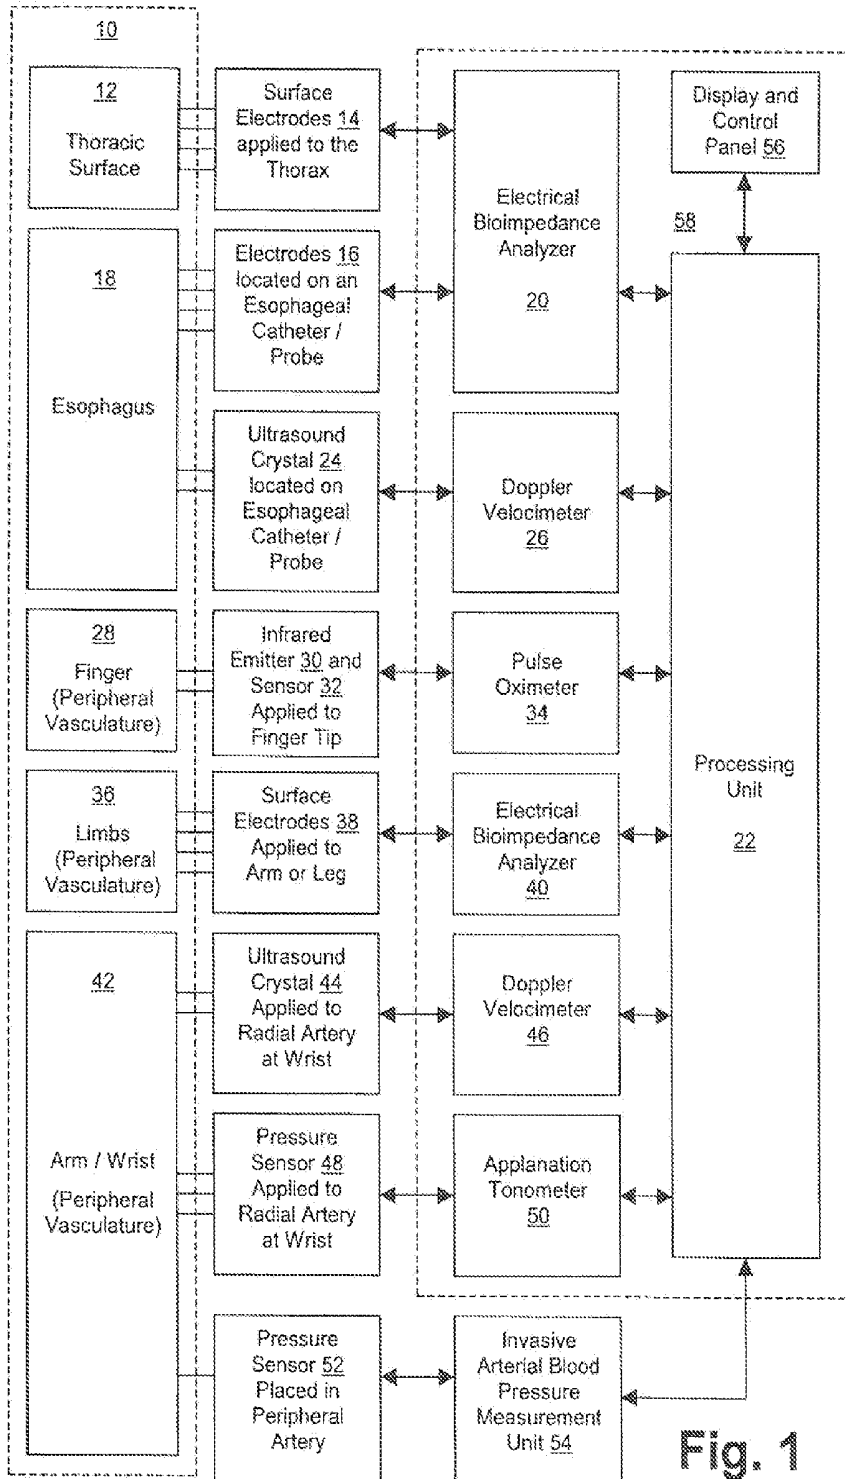 10
12
Thoracic
Surface
Surface
Electrodes 14
applied to the
Thorax
Electrical
Bioimpedance
Analyzer
20
Display and
Control
Panel 56
58
18
Esophagus
Electrodes 16
located on an
Esophageal
Catheter /
Probe
Ultrasound
Crystal 24
located on
Esophageal
Catheter /
Probe
Doppler
Velocimeter
26
28
Finger
(Peripheral
Vasculature)
Infrared
Emitter 30 and
Sensor 32
Applied to
Finger Tip
Pulse
Oximeter
34
Processing
Unit
22
36
Limbs
(Peripheral
Vasculature)
Surface
Electrodes 38
Applied to
Arm or Leg
Electrical
Bioimpedance
Analyzer
40
42
Arm / Wrist
(Peripheral
Vasculature)
Ultrasound
Crystal 44
Applied to
Radial Artery
at Wrist
Doppler
Velocimeter
46
Pressure
Sensor 48
Applied to
Radial Artery
at Wrist
Applanation
Tonometer
50
Pressure
Sensor 52
Placed in
Peripheral
Artery
Invasive
Arterial Blood
Pressure
Measurement
Unit 54
Fig. 1